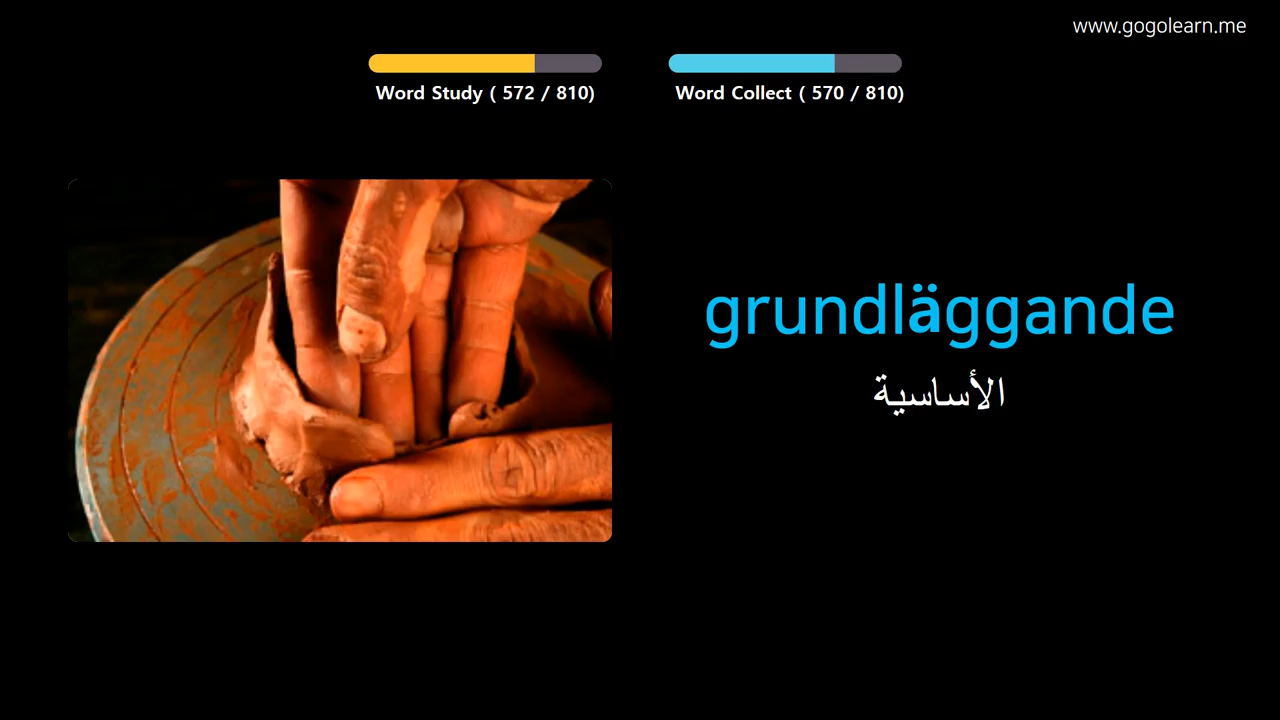 www.gogolearn.me
Word Study ( 572 / 810)
Word Collect ( 570 / 810)
grundläggande
الأساسية